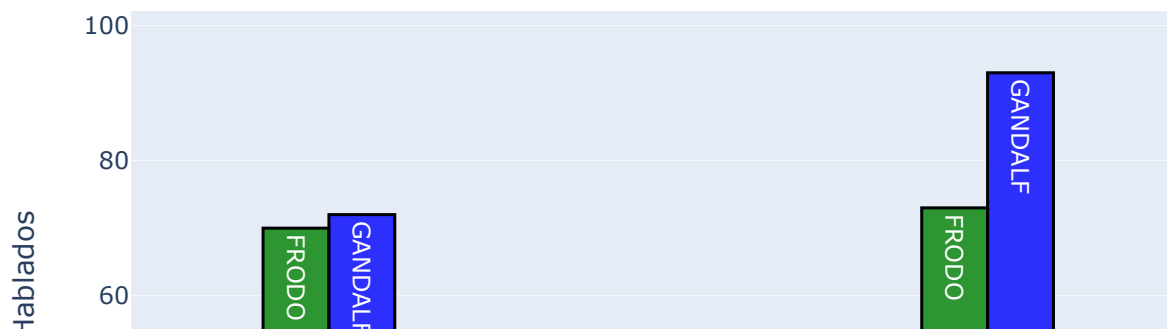 100
80
60
Hablados
FRODO
GANDALF
FRODO
GANDALF